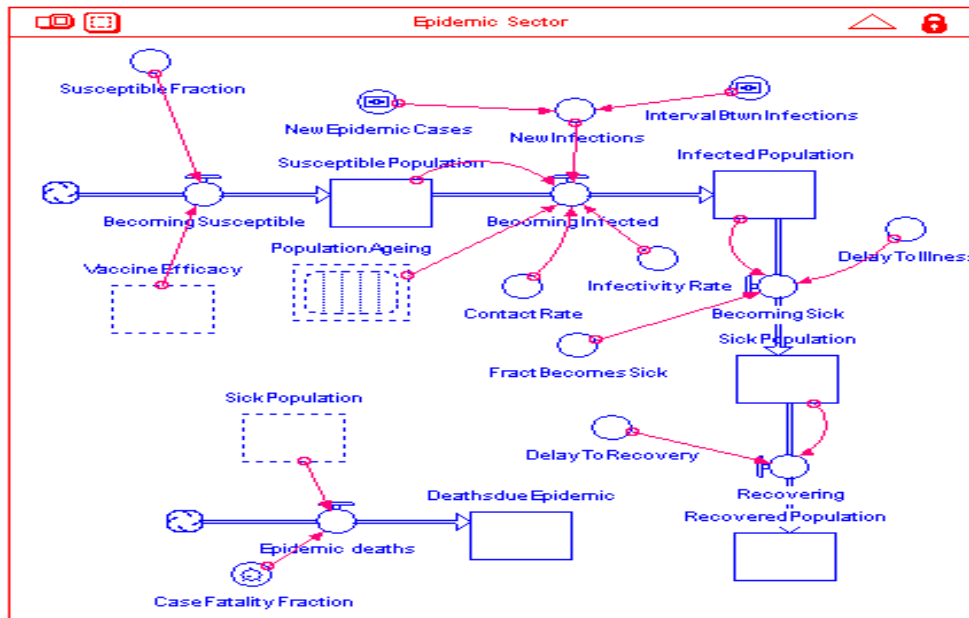 Epidemic Sector
Susceptible Fraction
New Epidemic Cases
New Infections
Interval Btwn Infections
Susceptible Population
Infected Population
Becoming Susceptible
Becoming Infected
Population Ageing
Delay To Illness
Vaccine Efficacy
Infectivity Rate
Contact Rate
Becoming Sick
Sick Population
Fract Becomes Sick
Sick Population
Delay To Recovery
Deathsdue Epidemic
Recovering
Recovered Population
Epidemic deaths
Case Fatality Fraction